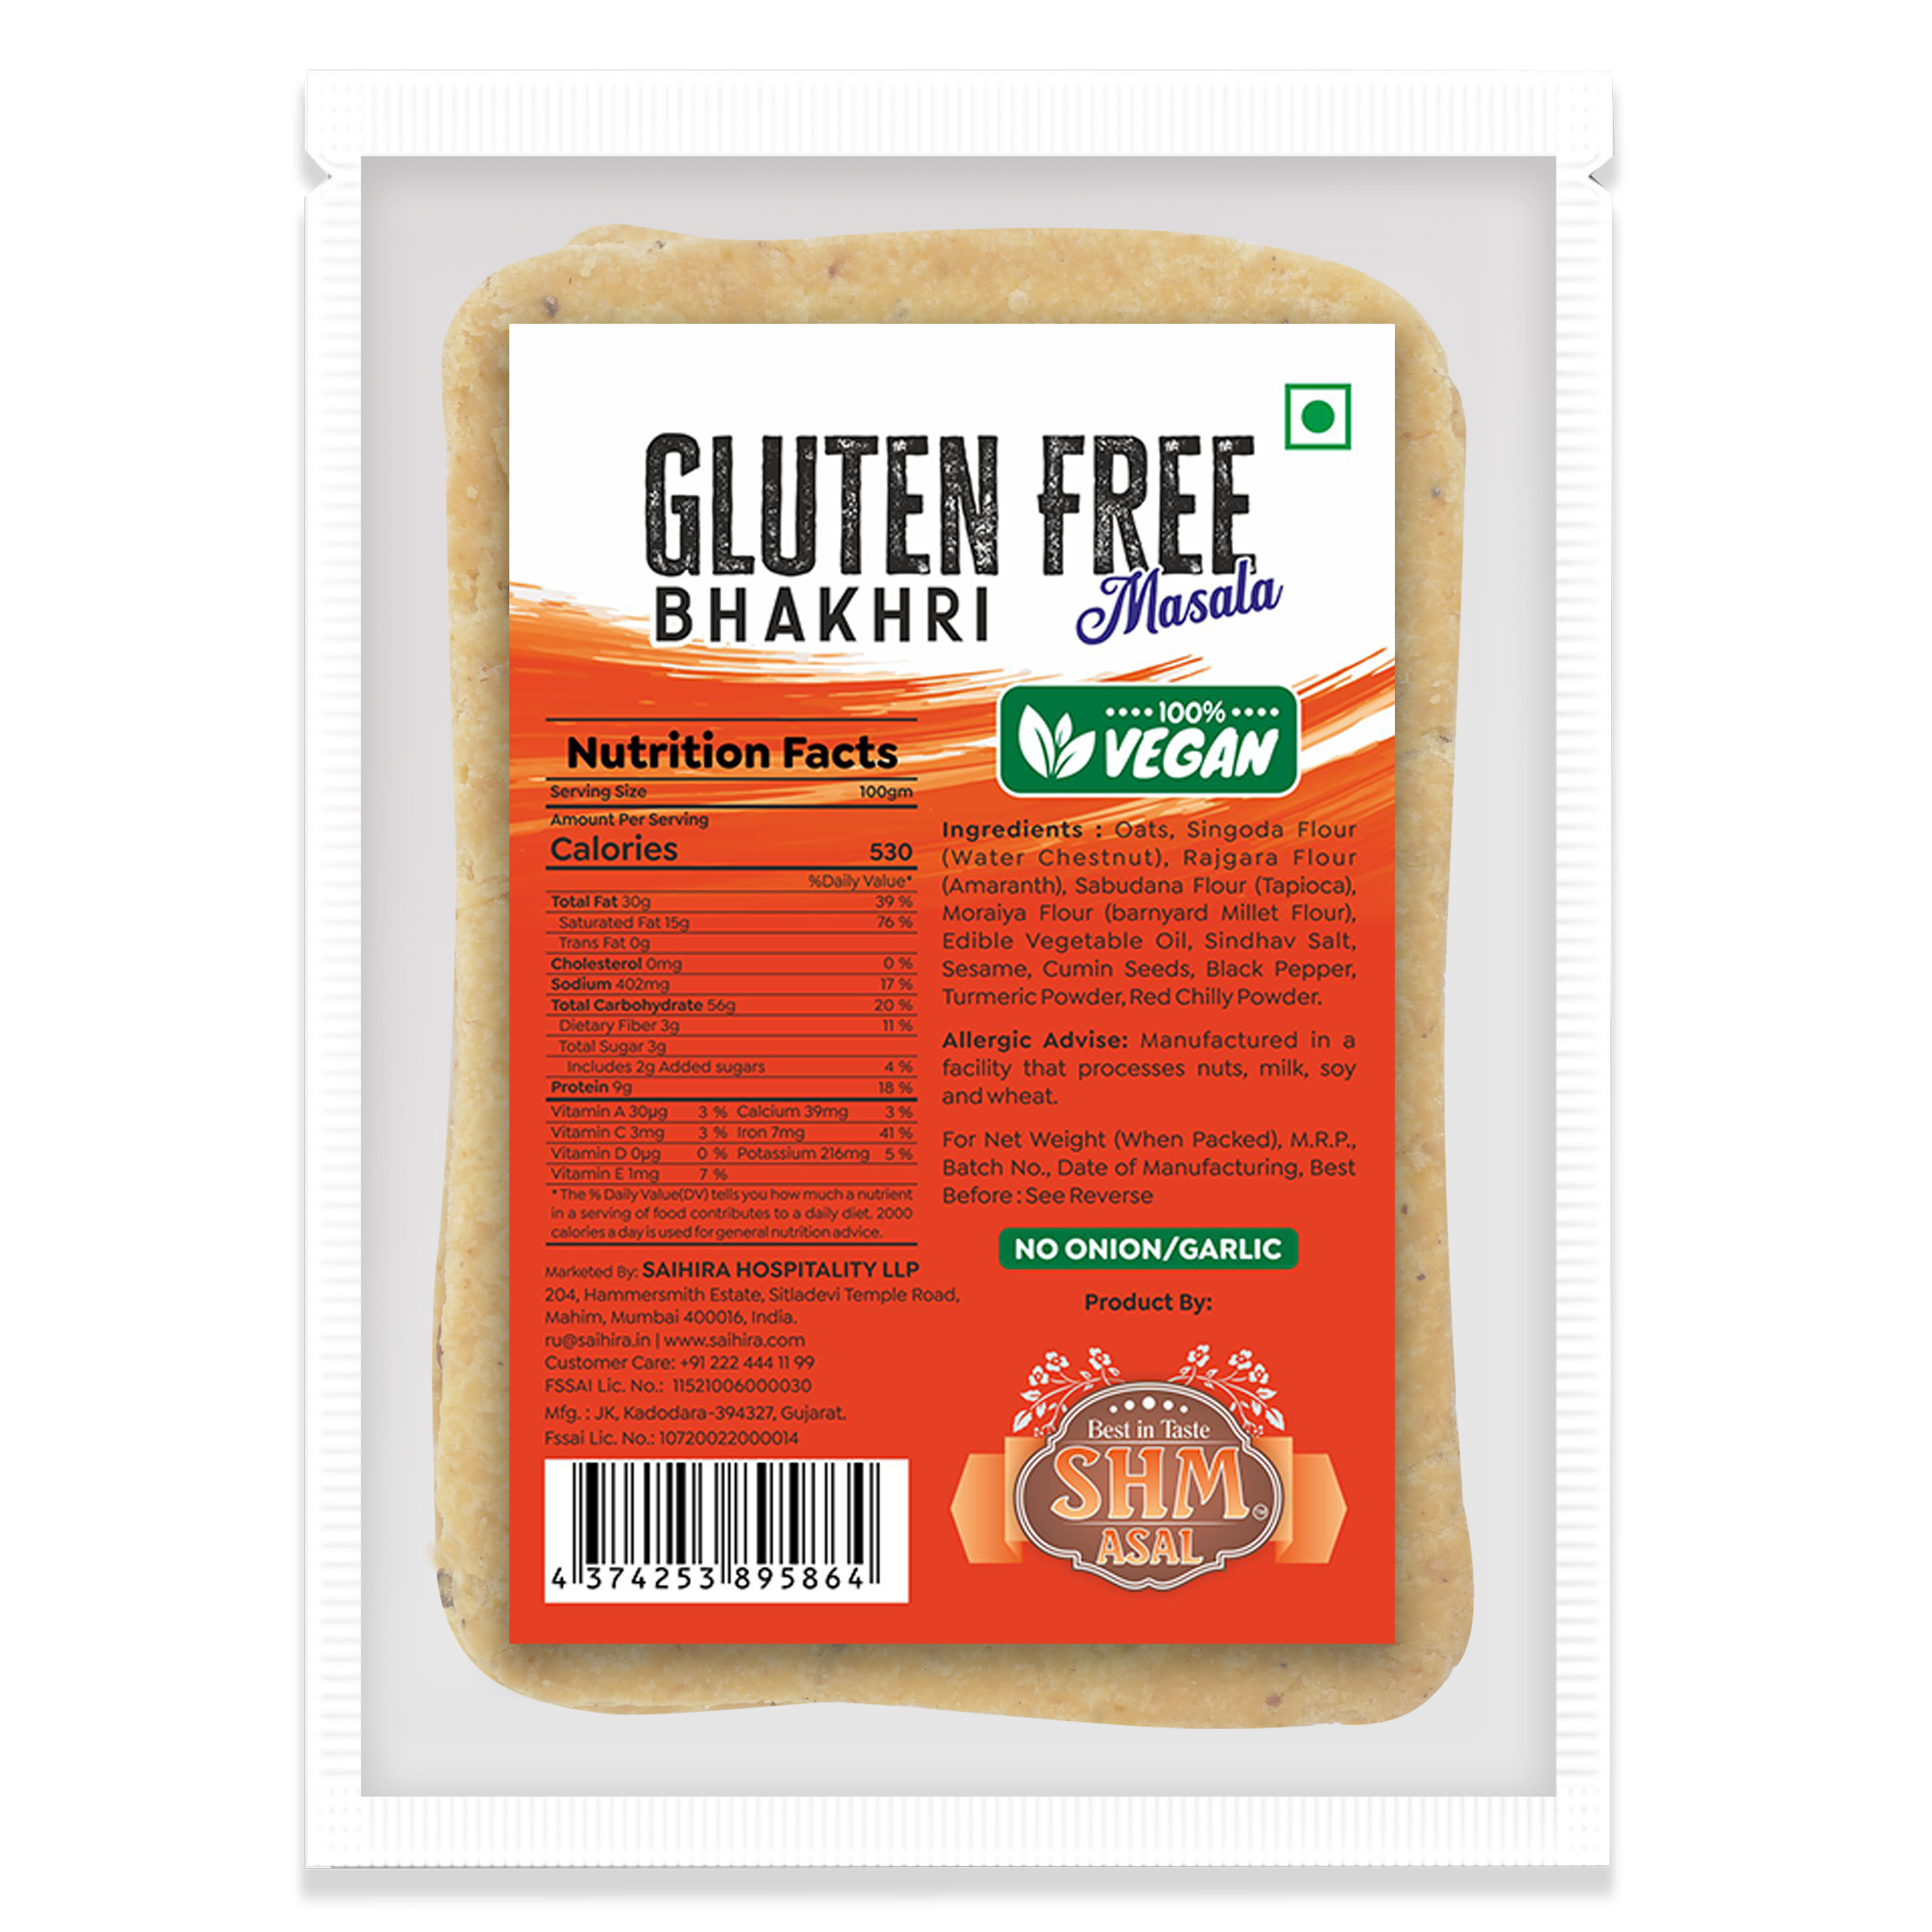 GLUTEN FREE
BHAKHRI Masala
Nutrition Facts
Serving Size 100gm
Amount Per Serving
Calories 530
%Daily Value*
Total Fat 30g 39 %
Saturated Fat 15g 76 %
Trans Fat 0g
Cholesterol 0mg 0 %
Sodium 402mg 17 %
Total Carbohydrate 56g 20 %
Dietary Fiber 3g 11 %
Total Sugar 3g
Includes 2g Added sugars 4 %
Protein 9g 18 %
Vitamin A 30µg 3 % Calcium 39mg 3 %
Vitamin C 3mg 3 % Iron 7mg 41 %
Vitamin D 0µg 0 % Potassium 216mg 5 %
Vitamin E 1mg 7 %
* The % Daily Value(DV) tells you how much a nutrient
in a serving of food contributes to a daily diet. 2000
calories a day is used for general nutrition advice.
Marketed By: SAIHIRA HOSPITALITY LLP
204, Hammersmith Estate, Sitladevi Temple Road,
Mahim, Mumbai 400016, India.
ru@saihira.in | www.saihira.com
Customer Care: +91 222 444 11 99
FSSAI Lic. No.: 11521006000030
Mfg. : JK, Kadodara-394327, Gujarat.
Fssai Lic. No.: 10720022000014
4 374253 895864
100%
VEGAN
Ingredients : Oats, Singoda Flour
(Water Chestnut), Rajgara Flour
(Amaranth), Sabudana Flour (Tapioca),
Moraiya Flour (barnyard Millet Flour),
Edible Vegetable Oil, Sindhav Salt,
Sesame, Cumin Seeds, Black Pepper,
Turmeric Powder, Red Chilly Powder.
Allergic Advise: Manufactured in a
facility that processes nuts, milk, soy
and wheat.
For Net Weight (When Packed), M.R.P.,
Batch No., Date of Manufacturing, Best
Before : See Reverse
NO ONION/GARLIC
Product By:
Best in Taste
SHM
TM
ASAL